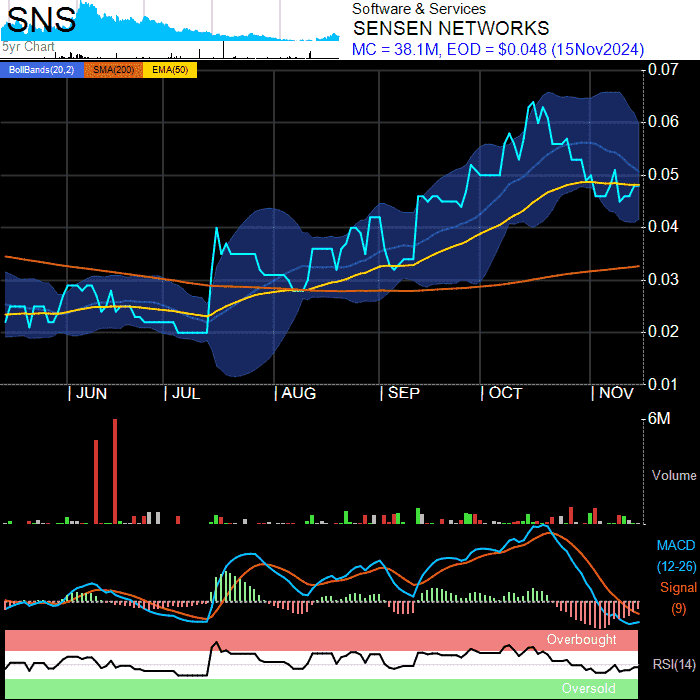 SNS
5yr Chart
Software & Services
SENSEN NETWORKS
MC = 38.1M, EOD = $0.048 (15Nov2024)
BollBands(20,2) SMA(200) EMA(50)
0.07
0.06
0.05
0.04
0.03
0.02
0.01
JUN JUL AUG SEP OCT NOV
6M
Volume
MACD
(12-26)
Signal
(9)
Overbought
RSI(14)
Oversold